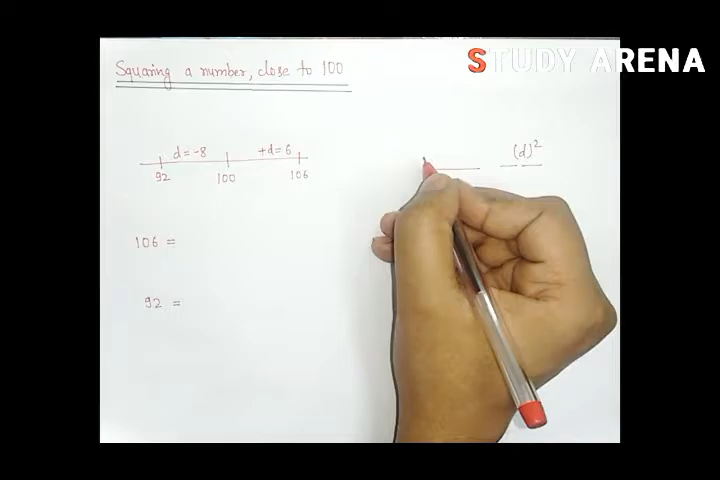 STUDY ARENA
Squaring a number, close to 100
d = -8 +d = 6
92 100 106
(d)²
106 =
92 =